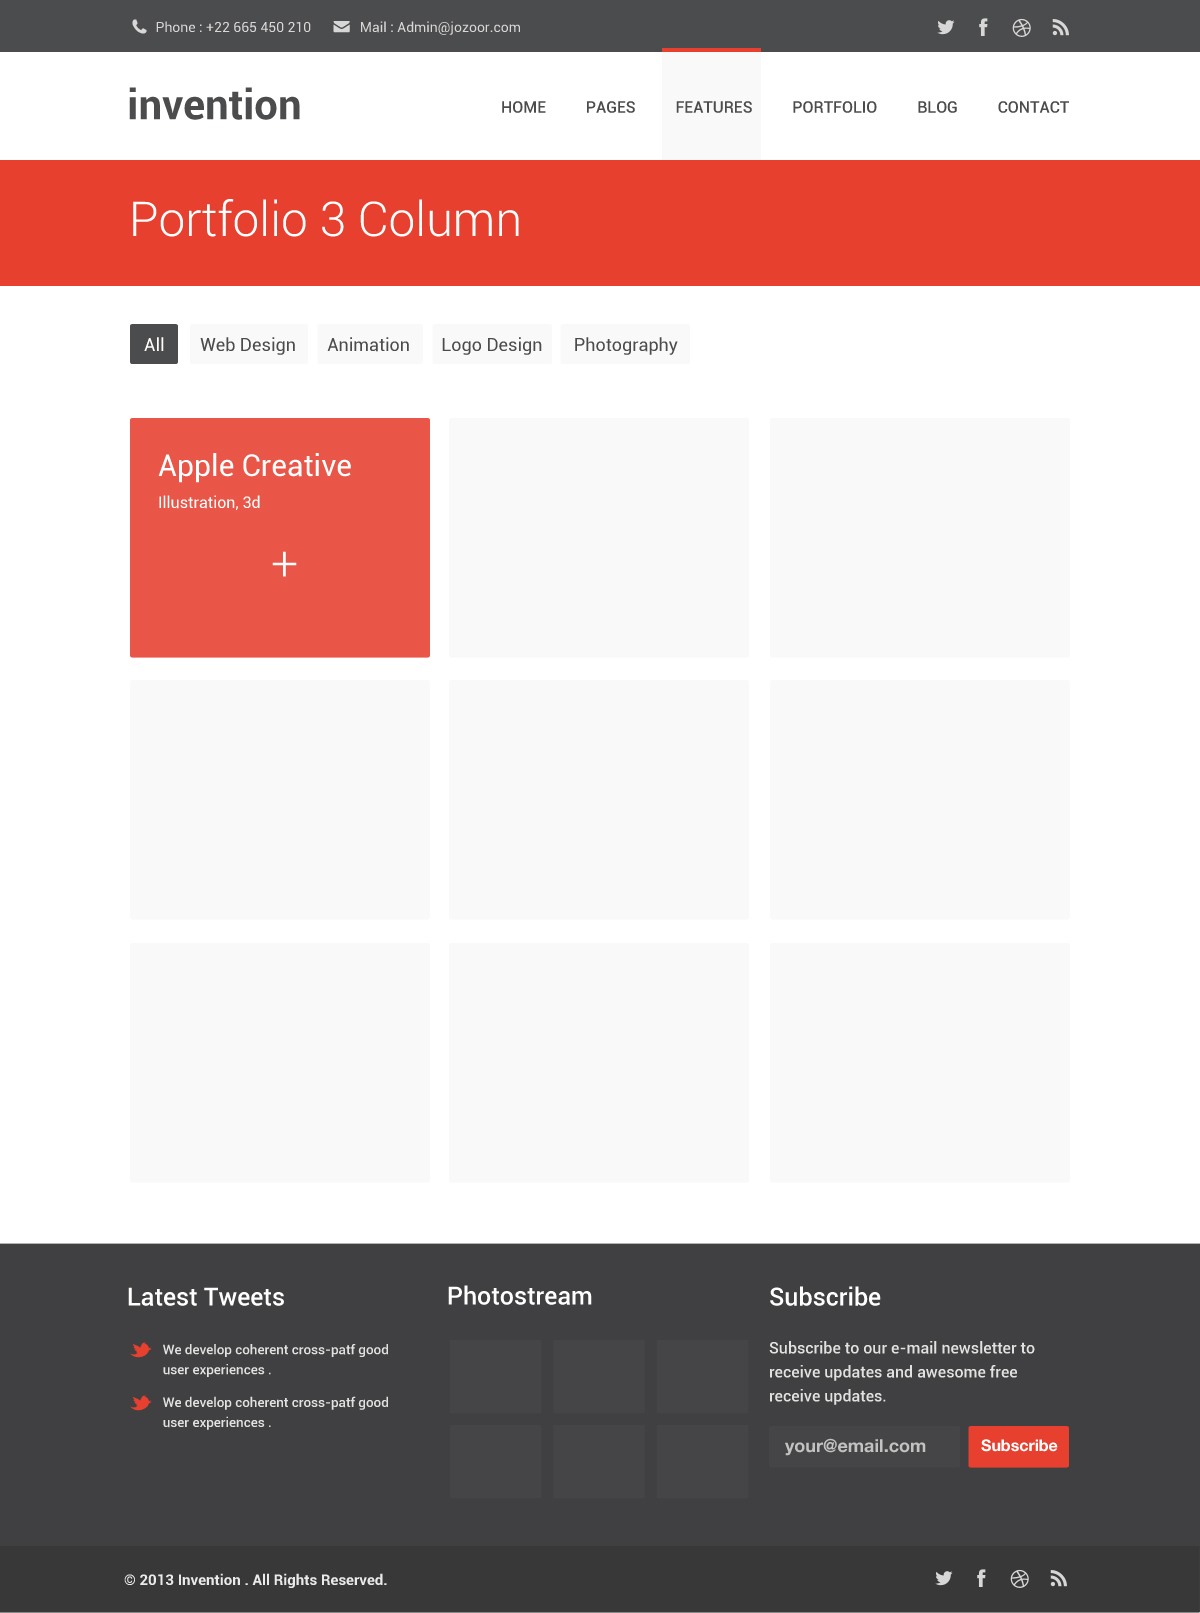 Phone : +22 665 450 210 Mail : Admin@jozoor.com
invention
HOME PAGES FEATURES PORTFOLIO BLOG CONTACT
Portfolio 3 Column
All Web Design Animation Logo Design Photography
Apple Creative
Illustration, 3d
Latest Tweets
We develop coherent cross-patf good
user experiences .
We develop coherent cross-patf good
user experiences .
Photostream
Subscribe
Subscribe to our e-mail newsletter to
receive updates and awesome free
receive updates.
your@email.com Subscribe
© 2013 Invention . All Rights Reserved.